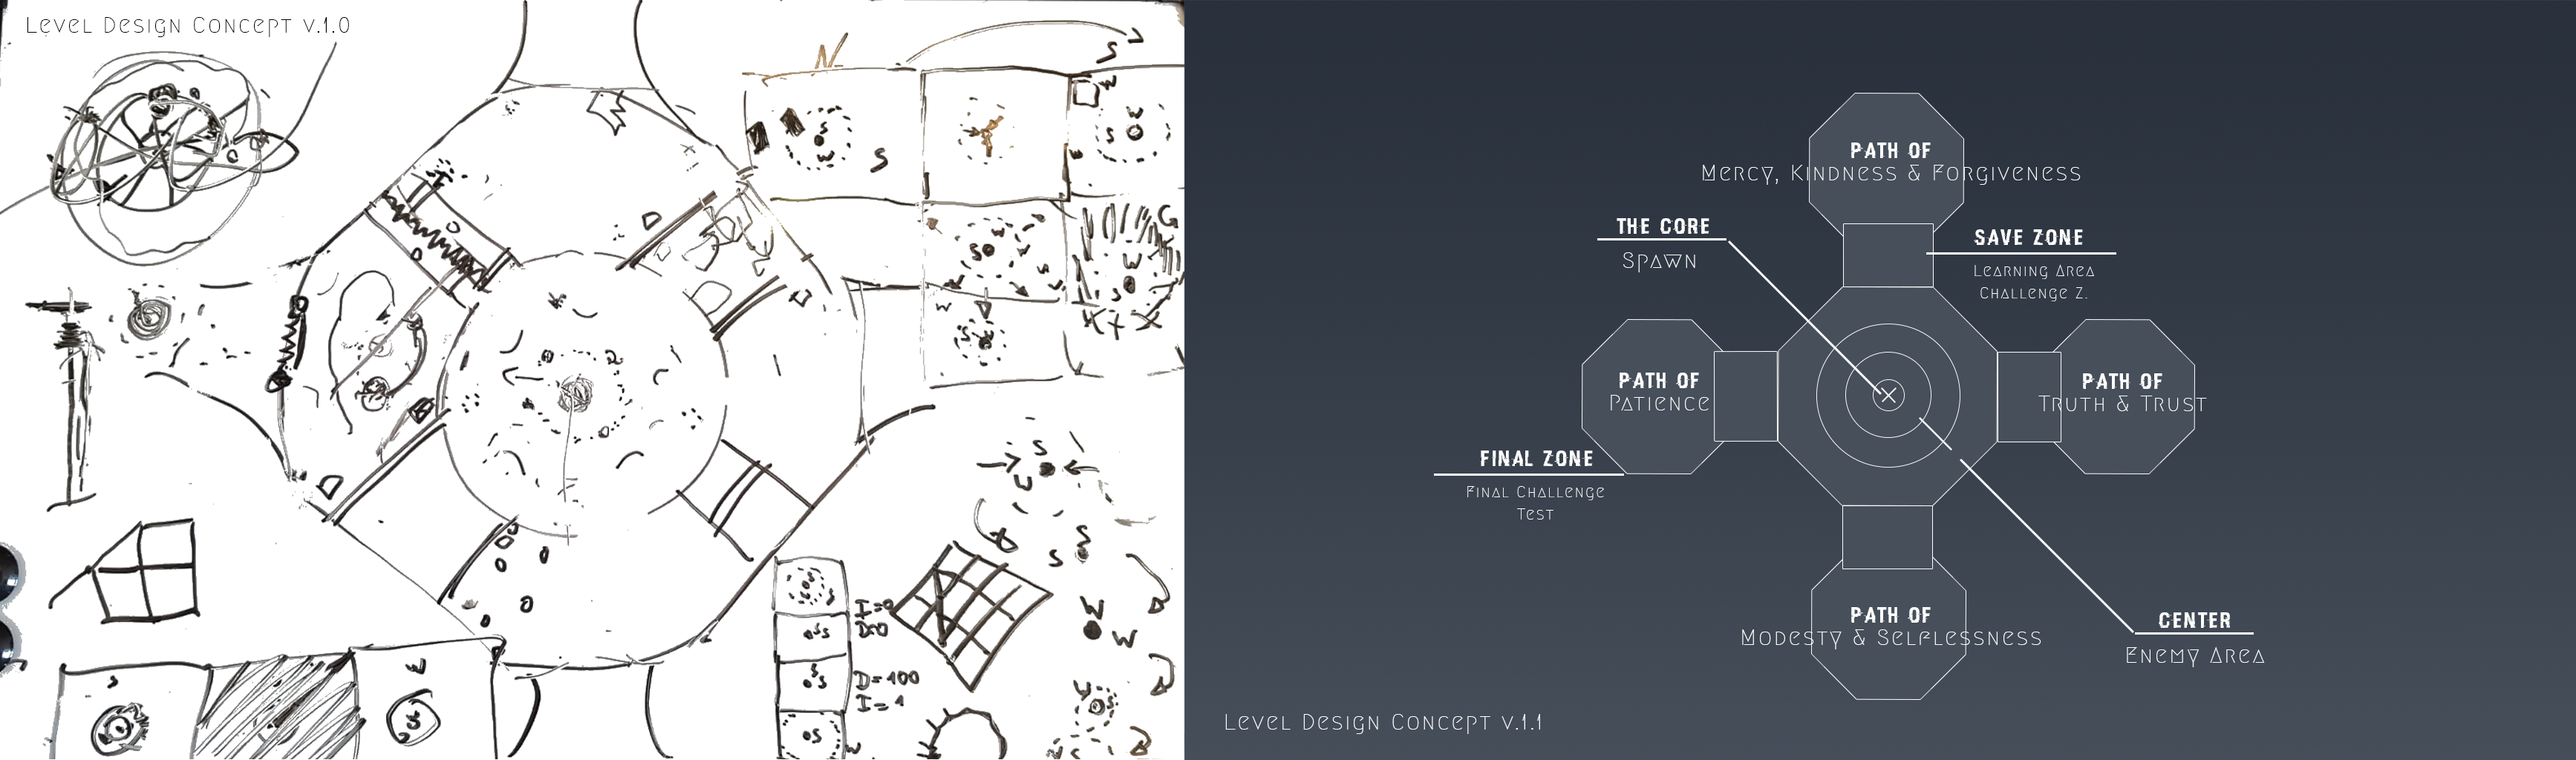 Level Design Concept v.1.0
N
S
S
W
S
W
S
W
S
W
G
W
S
W
S
S
W
S
S
W
W
I=0
D=0
D=100
I=1
PATH OF
Mercy, Kindness & Forgiveness
THE CORE
Spawn
SAVE ZONE
Learning Area
Challenge Z.
PATH OF
Patience
PATH OF
Truth & Trust
FINAL ZONE
Final Challenge
Test
PATH OF
Modesty & Selflessness
CENTER
Enemy Area
Level Design Concept v.1.1